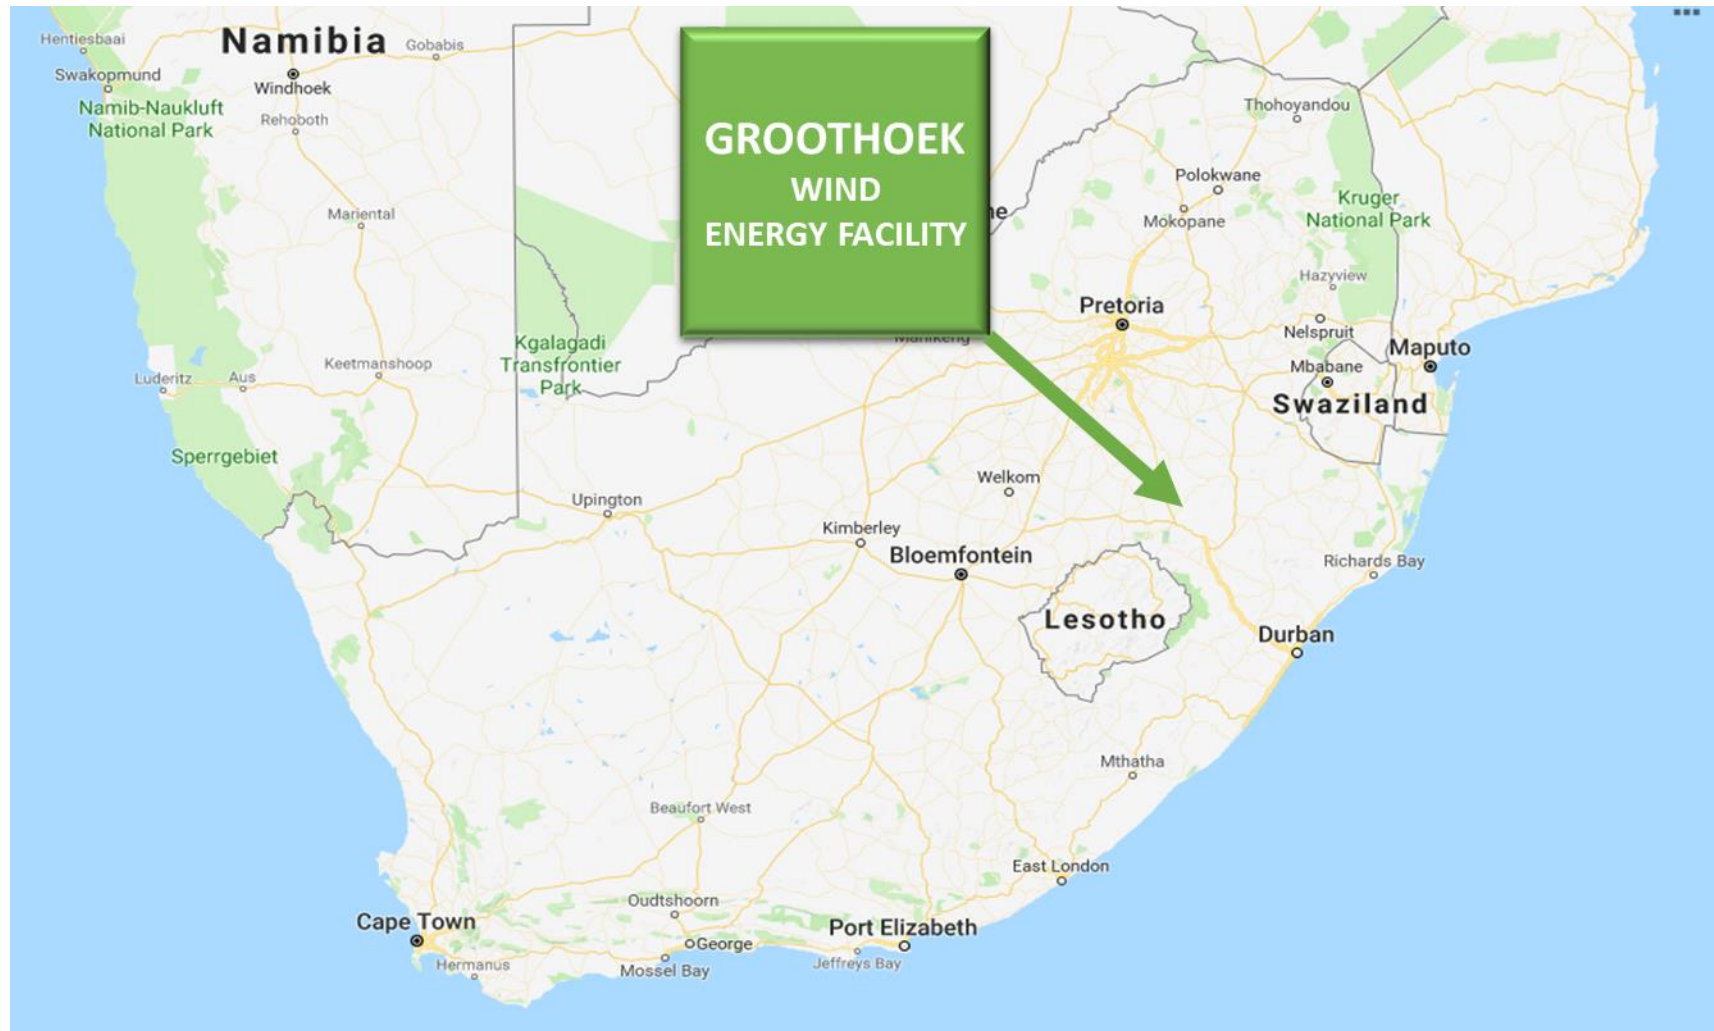 Hentiesbaai
Namibia
Gobabis
Swakopmund
Windhoek
Namib-Naukluft
National Park
Rehoboth
Mariental
Keetmanshoop
Luderitz
Aus
Sperrgebiet
Kgalagadi
Transfrontier
Park
GROOTHOEK
WIND
ENERGY FACILITY
ne
Mahikeng
Thohoyandou
Polokwane
Mokopane
Kruger
National Park
Hazyview
Pretoria
Nelspruit
Maputo
Mbabane
Swaziland
Welkom
Upington
Kimberley
Bloemfontein
Richards Bay
Lesotho
Durban
Mthatha
Beaufort West
East London
Oudtshoorn
Cape Town
Port Elizabeth
George
Hermanus
Mossel Bay
Jeffreys Bay